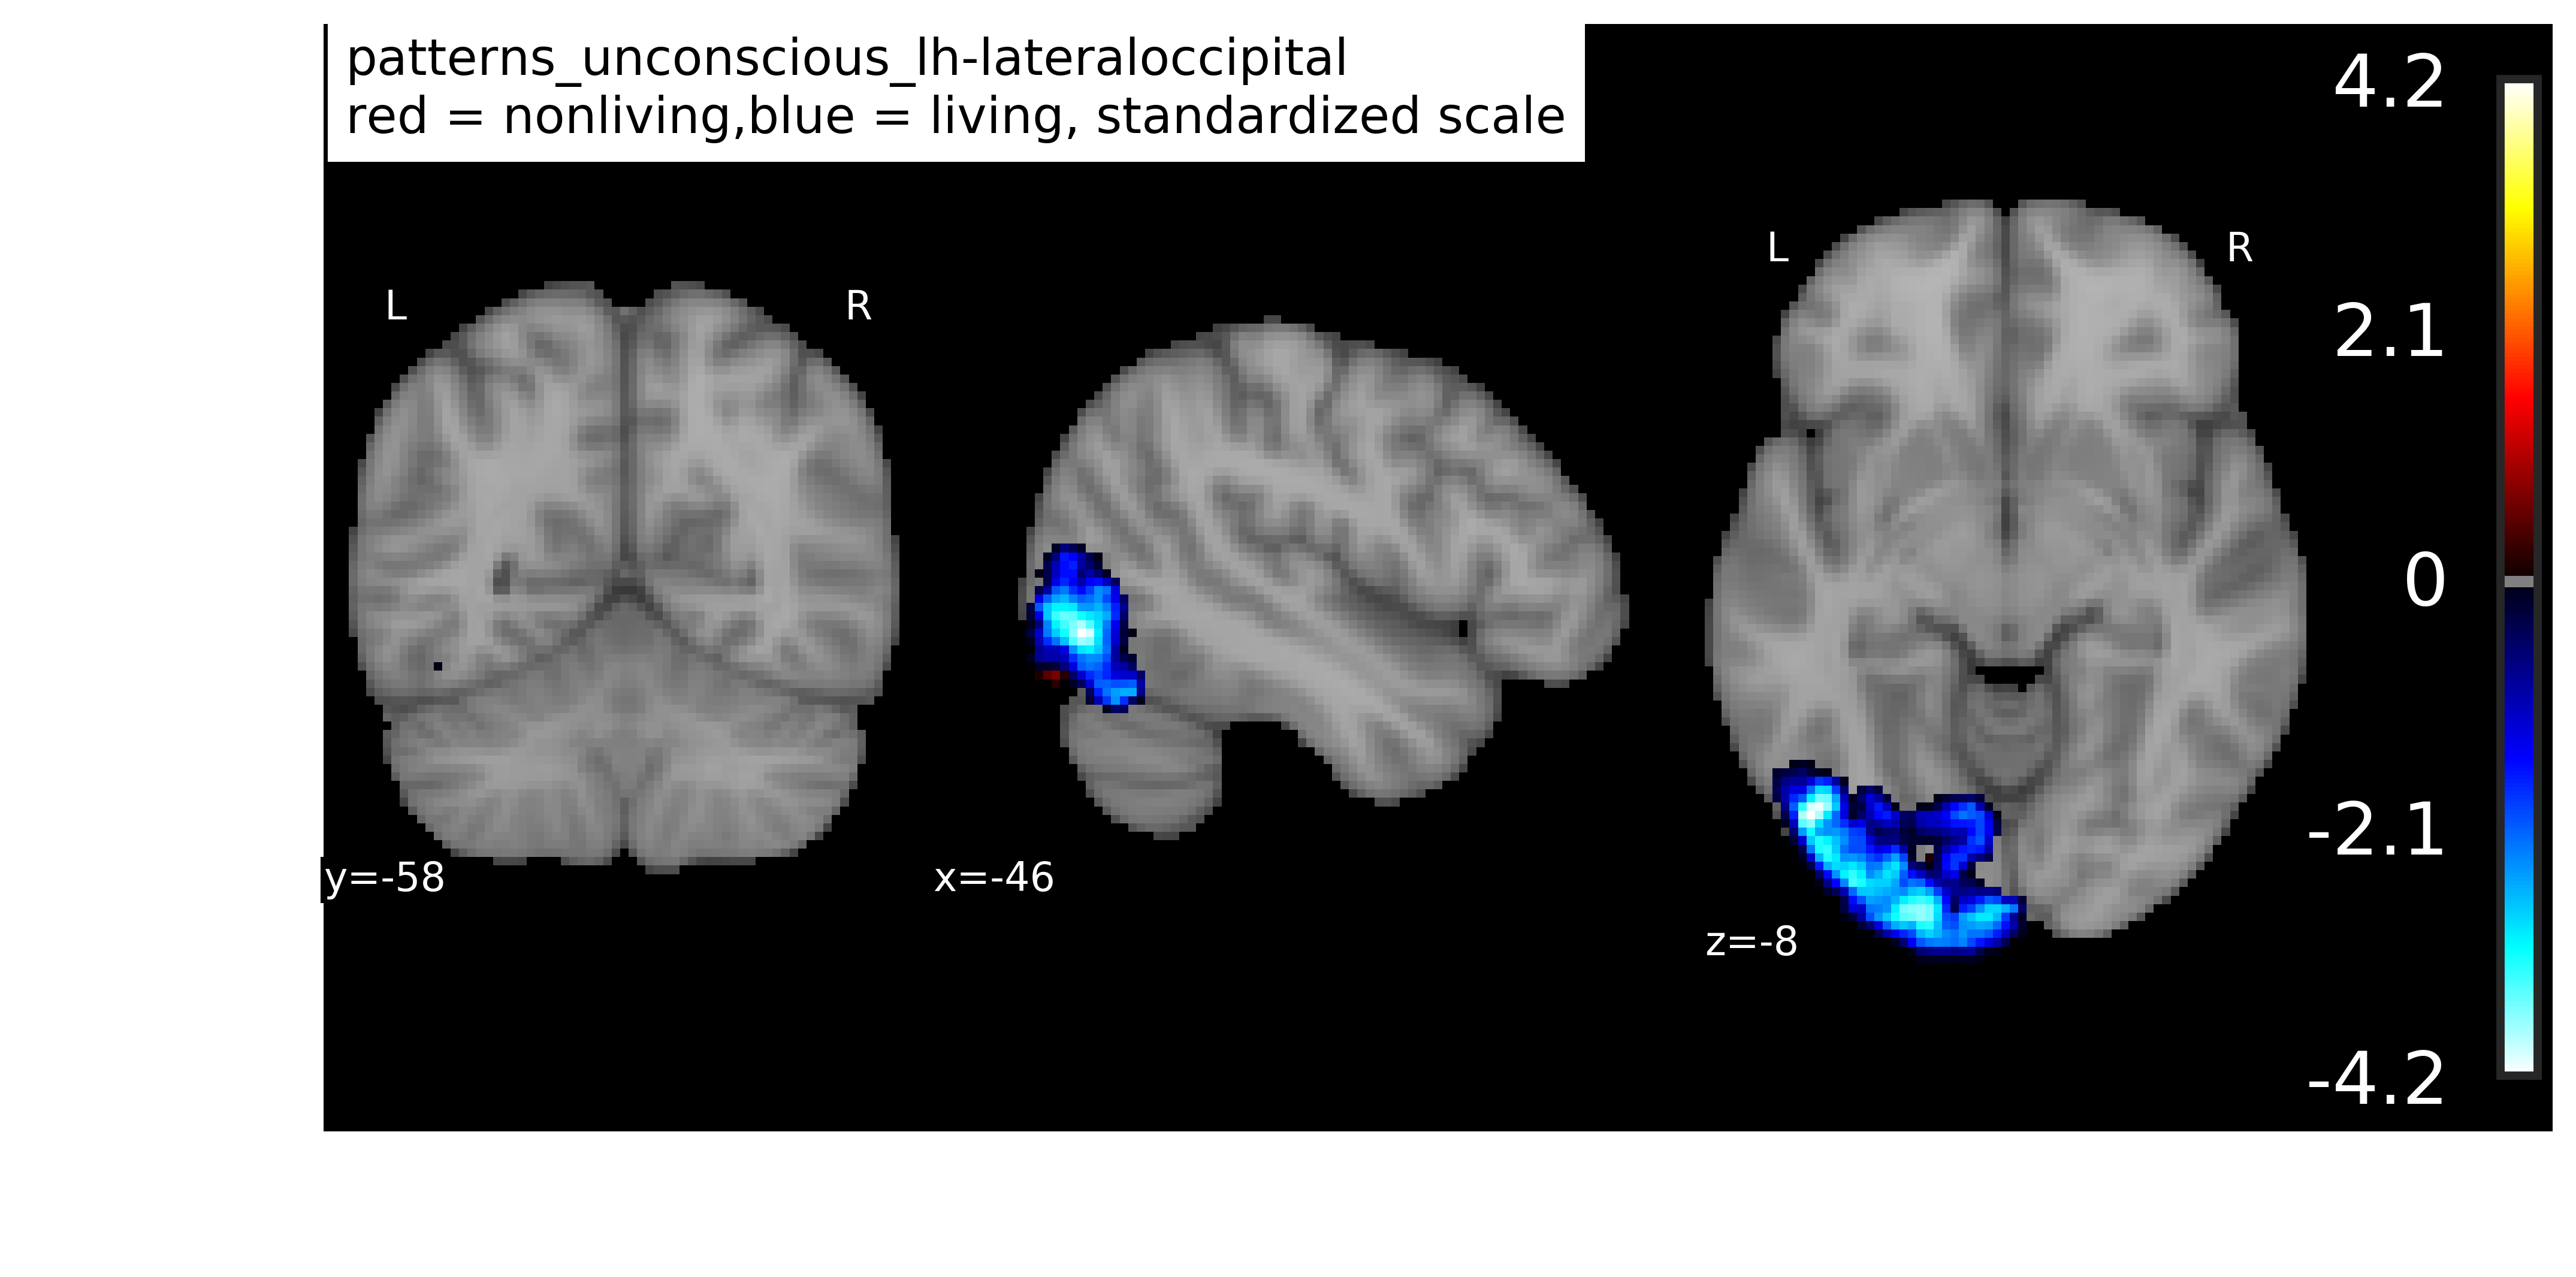 patterns_unconscious_lh-lateraloccipital
red = nonliving,blue = living, standardized scale
L
R
y=-58
x=-46
L
R
z=-8
4.2
2.1
0
-2.1
-4.2